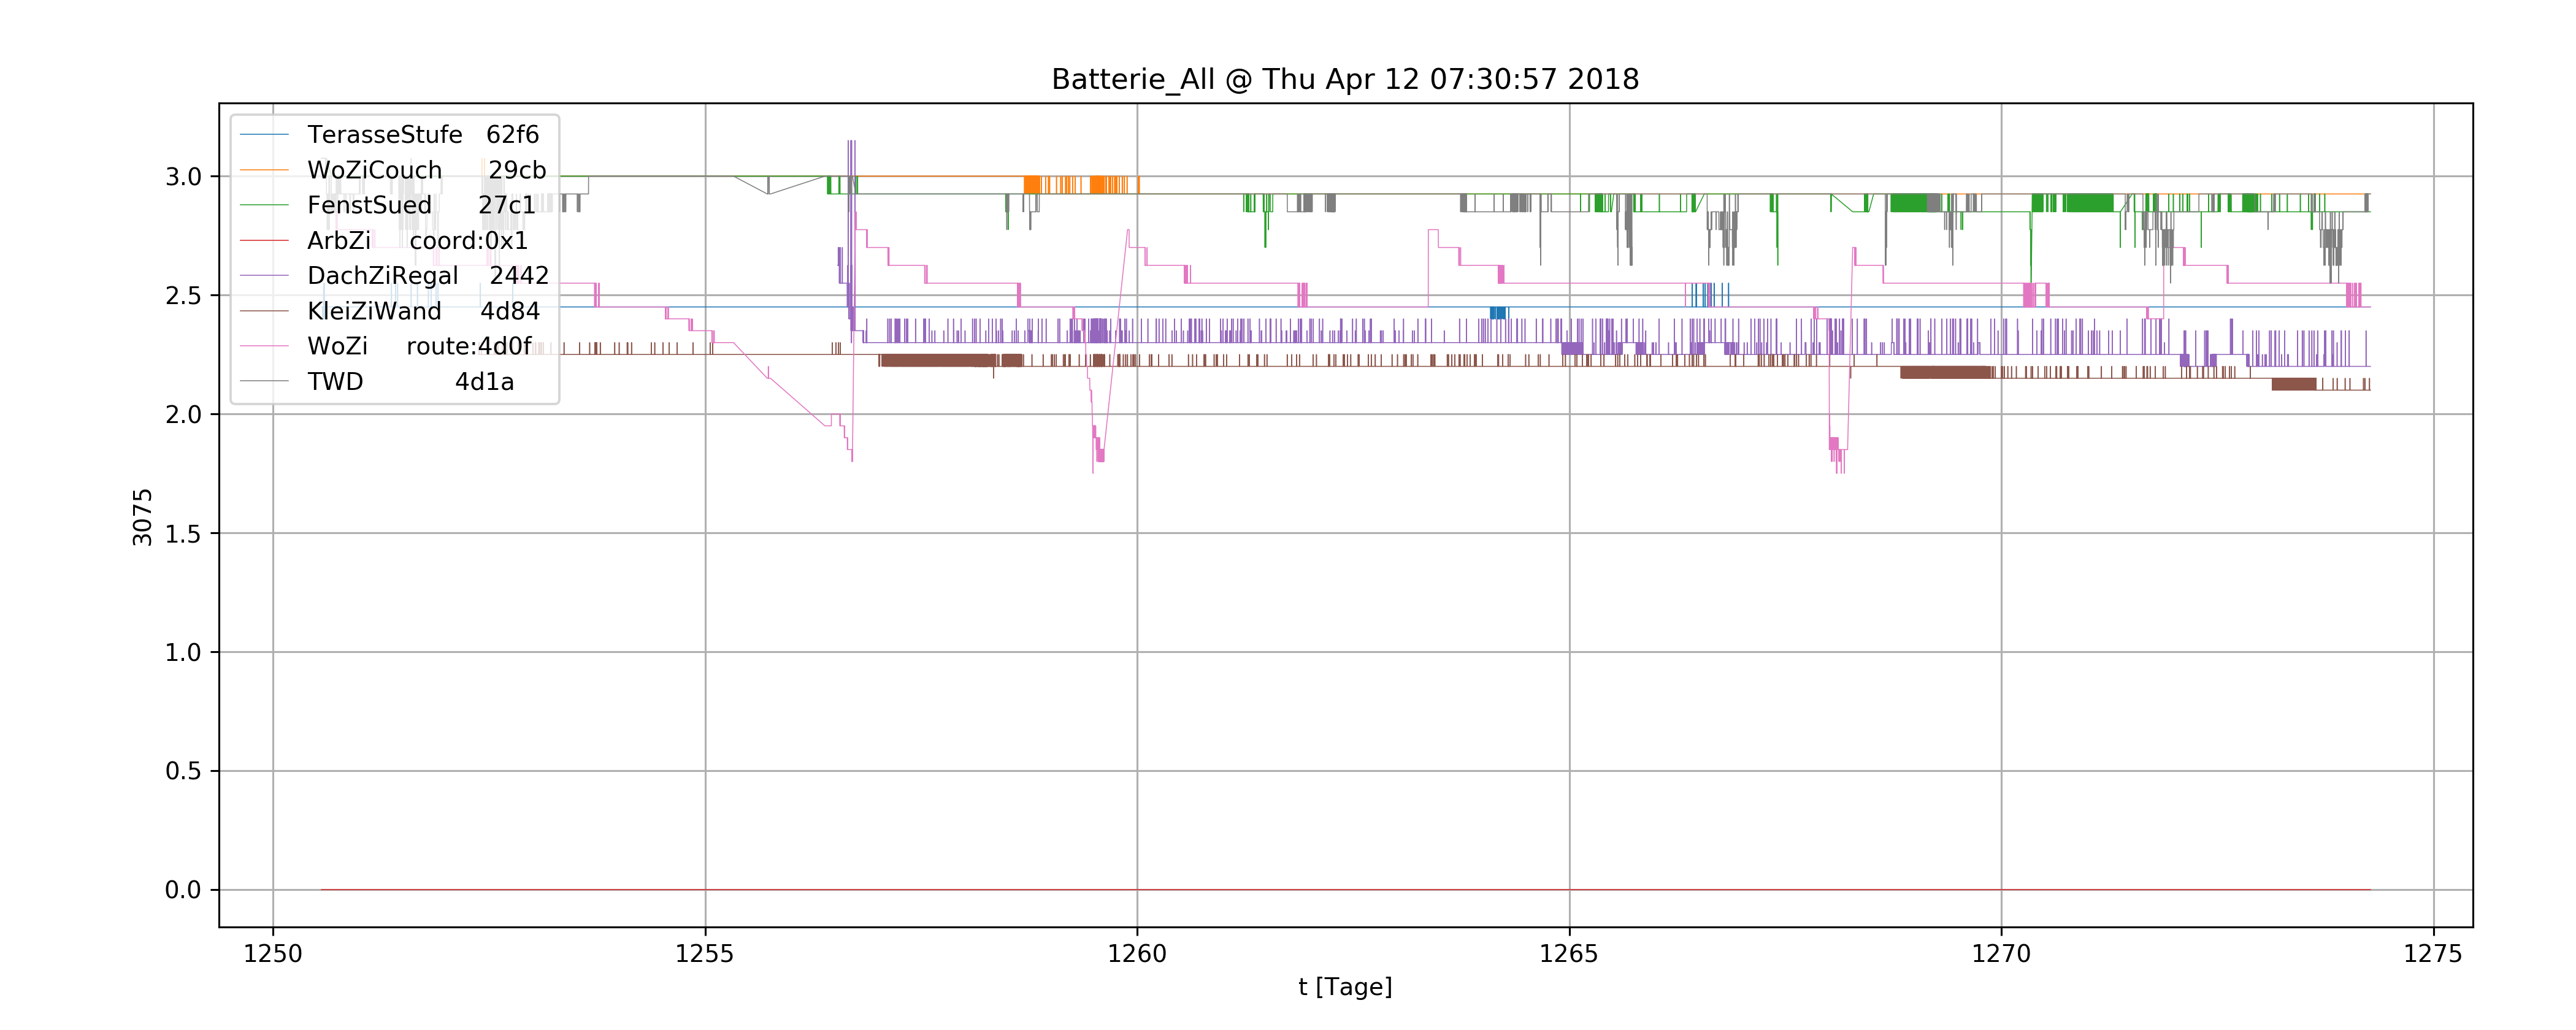 Batterie_All @ Thu Apr 12 07:30:57 2018
TerasseStufe 62f6
WoZiCouch 29cb
FenstSued 27c1
ArbZi coord:0x1
DachZiRegal 2442
KleiZiWand 4d84
WoZi route:4d0f
TWD 4d1a
3.0
2.5
2.0
1.5
1.0
0.5
0.0
3075
1250 1255 1260 1265 1270 1275
t [Tage]